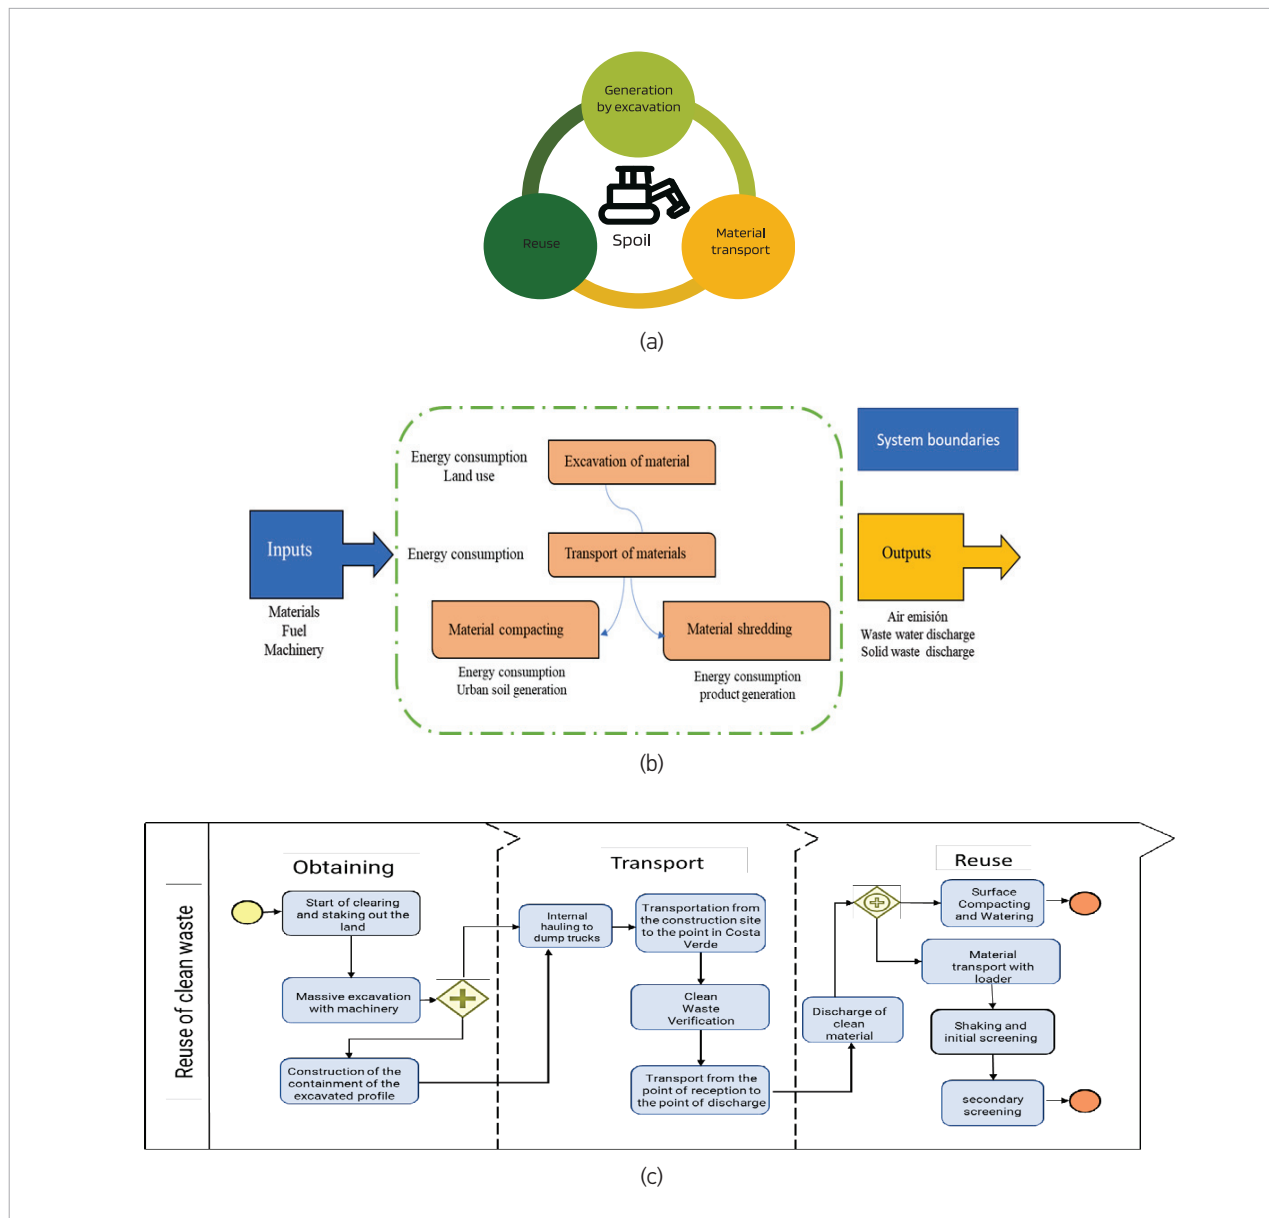 Generation
by excavation
Reuse
Spoil
Material
transport
(a)
System boundaries
Energy consumption
Land use
Excavation of material
Inputs
Energy consumption
Transport of materials
Outputs
Materials
Fuel
Machinery
Material compacting
Material shredding
Air emisión
Waste water discharge
Solid waste discharge
Energy consumption
Urban soil generation
Energy consumption
product generation
(b)
Reuse of clean waste
Obtaining
Start of clearing
and staking out the
land
Massive excavation
with machinery
Construction of the
containment of the
excavated profile
Transport
Internal
hauling to
dump trucks
Transportation from
the construction site
to the point in Costa
Verde
Clean
Waste
Verification
Transport from the
point of reception to
the point of discharge
Reuse
Discharge of
clean
material
Surface
Compacting
and Watering
Material
transport with
loader
Shaking and
initial screening
secondary
screening
(c)